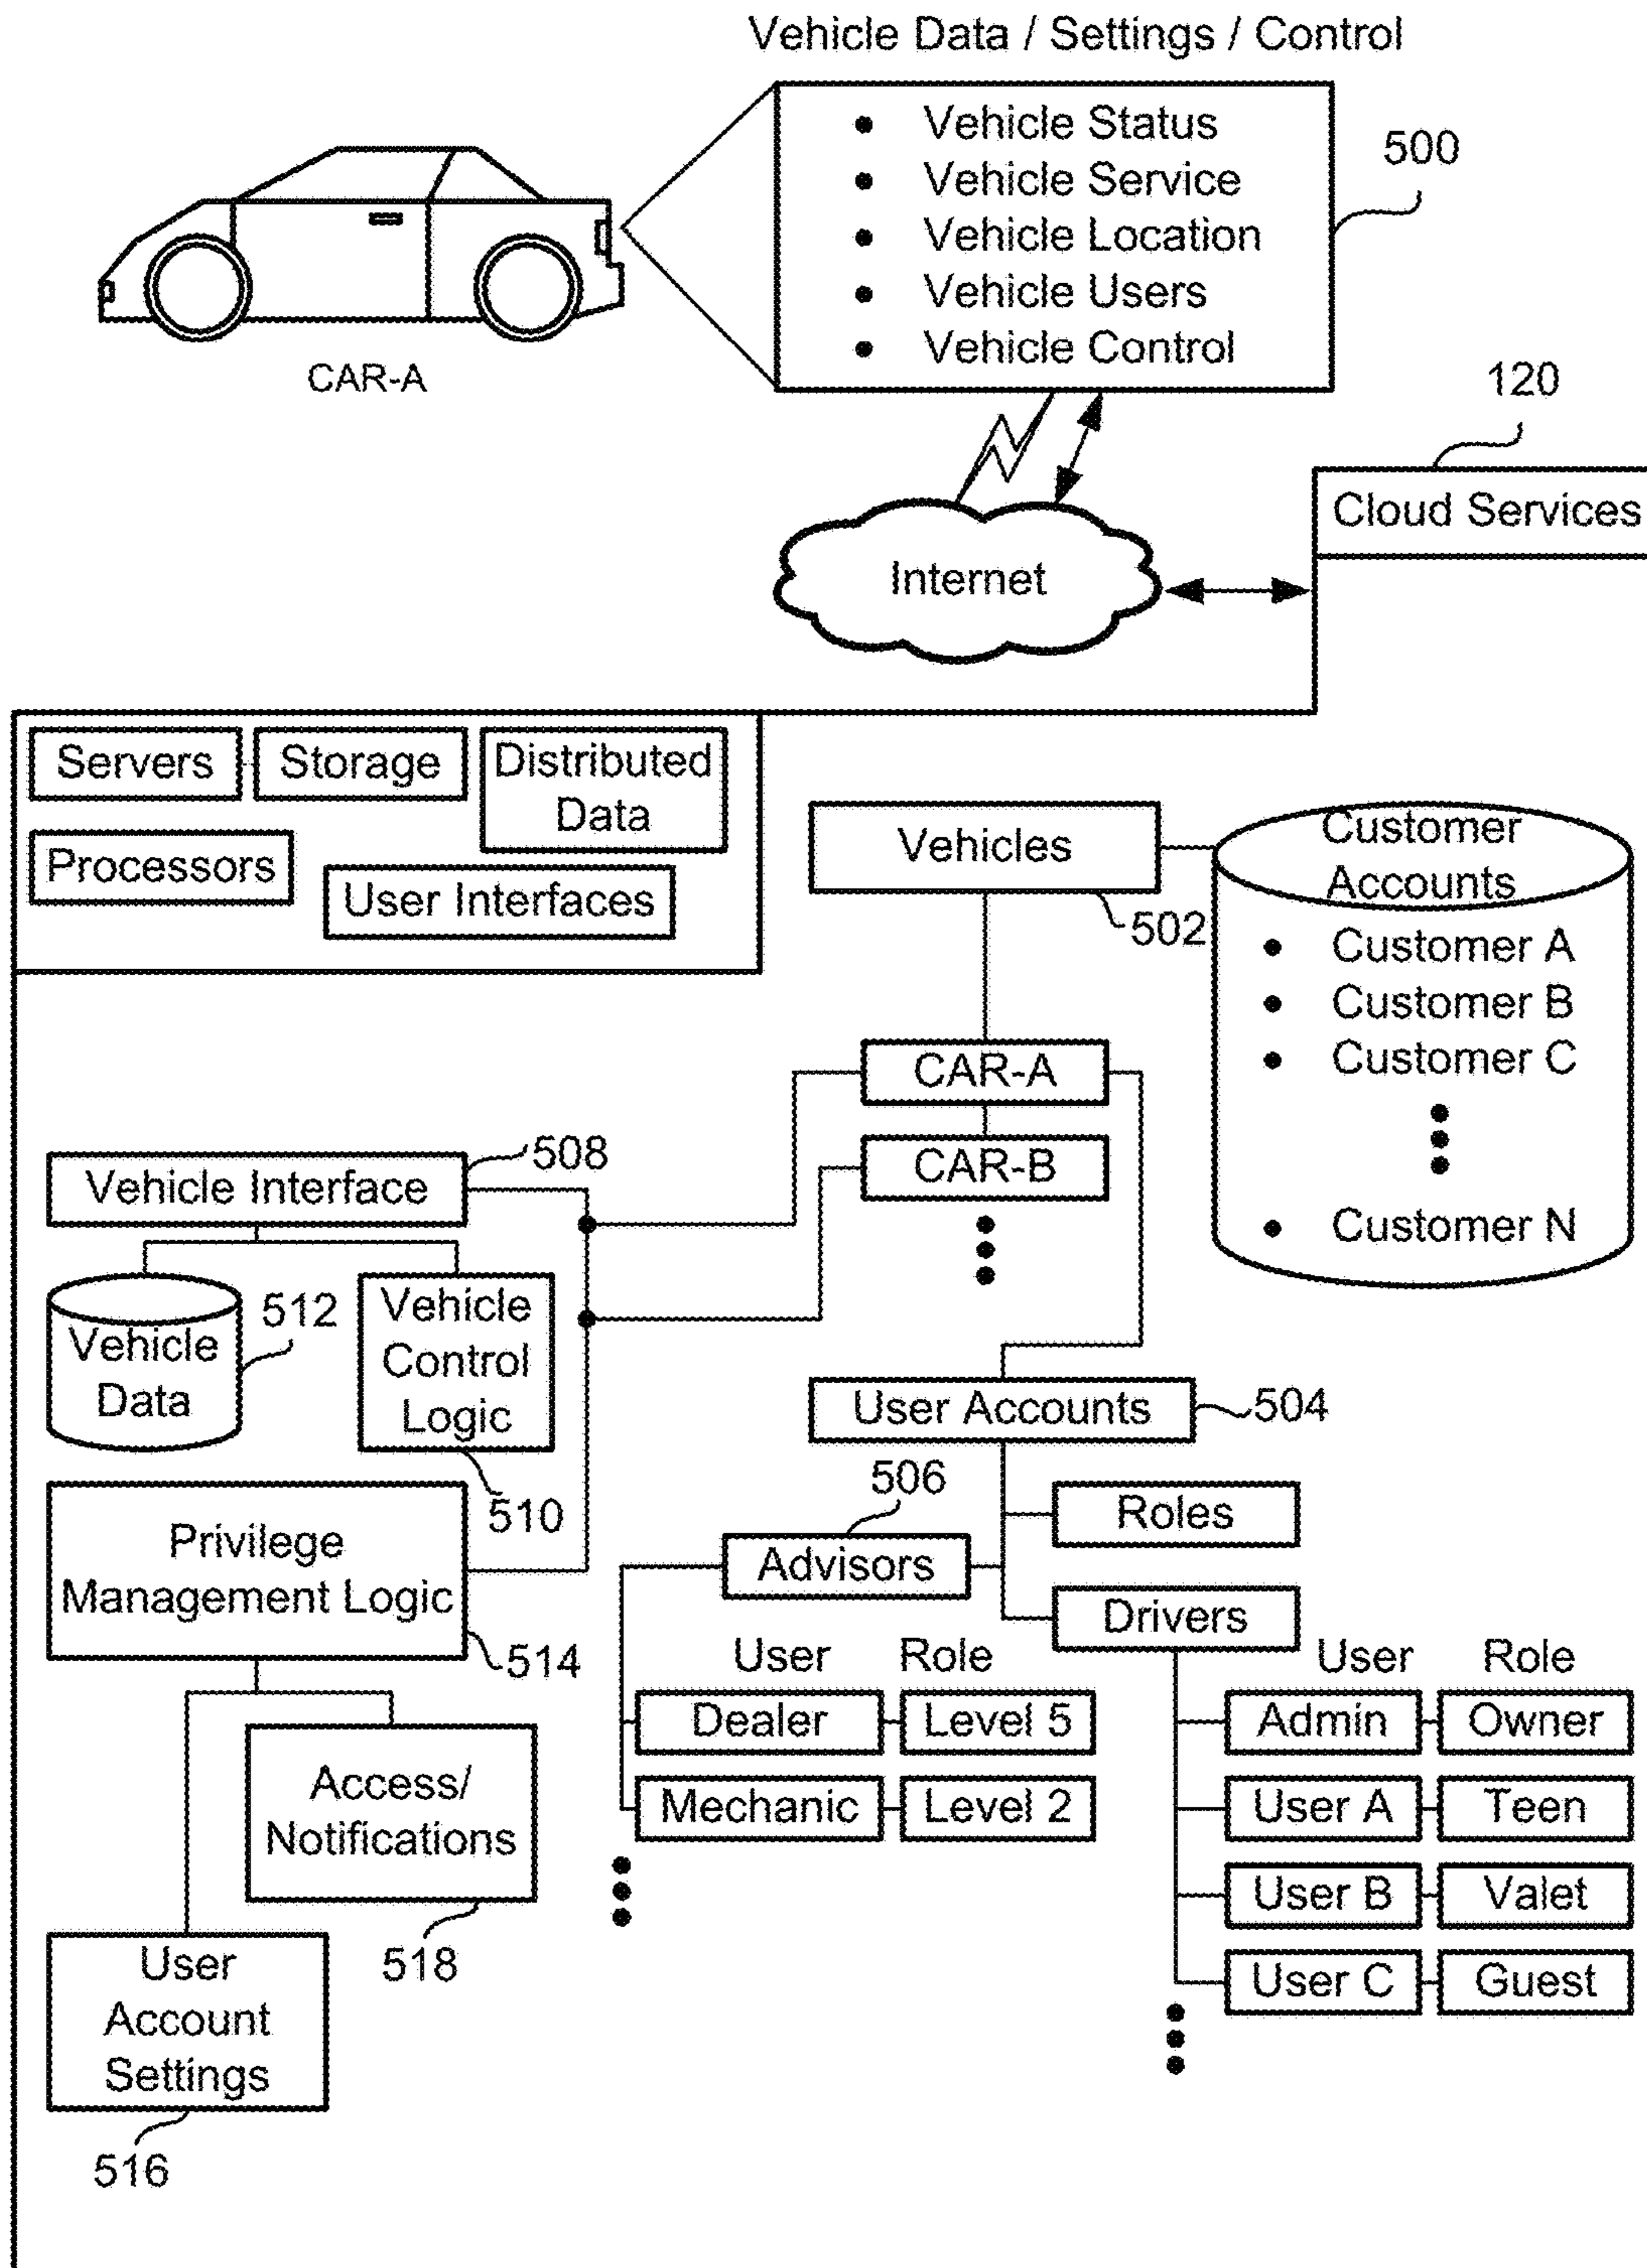 Vehicle Data / Settings / Control
• Vehicle Status
• Vehicle Service
• Vehicle Location
• Vehicle Users
• Vehicle Control
500
CAR-A
120
Cloud Services
Internet
Servers
Storage
Distributed
Data
Processors
User Interfaces
Vehicles
502
Customer
Accounts
• Customer A
• Customer B
• Customer C
• Customer N
CAR-A
CAR-B
Vehicle Interface
508
Vehicle
Data
512
Vehicle
Control
Logic
510
User Accounts
504
506
Advisors
Roles
Drivers
Privilege
Management Logic
514
User Role
Dealer Level 5
Mechanic Level 2
User Role
Admin Owner
User A Teen
User B Valet
User C Guest
Access/
Notifications
518
User
Account
Settings
516